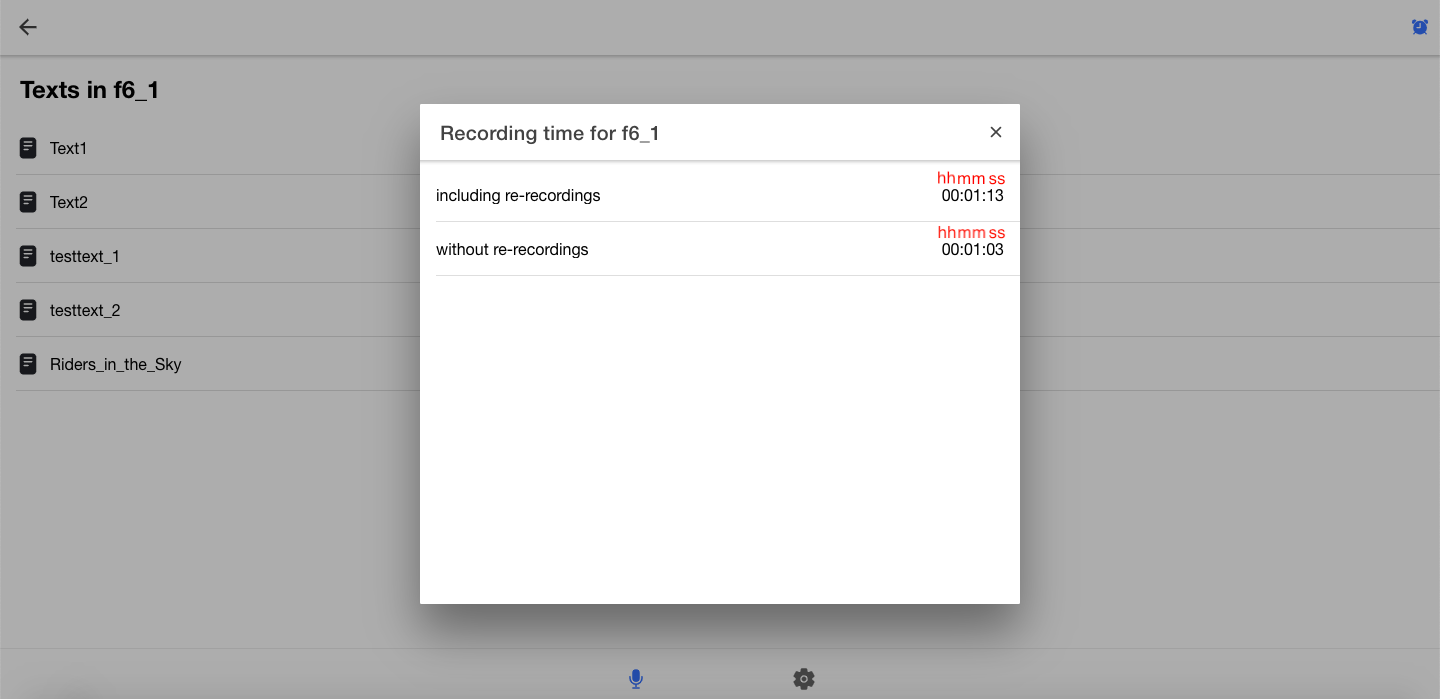 Texts in f6_1
Text1
Text2
testtext_1
testtext_2
Riders_in_the_Sky
Recording time for f6_1
hhmm ss
including re-recordings 00:01:13
hhmm ss
without re-recordings 00:01:03